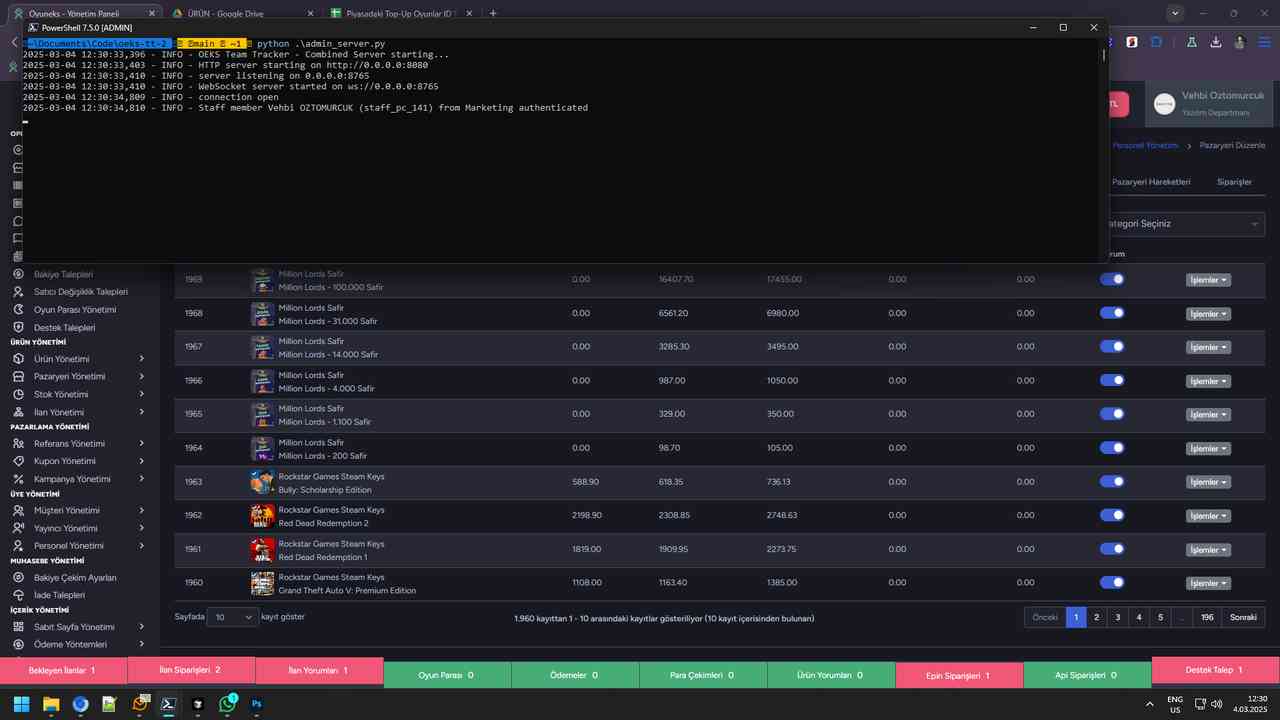 Oyuneks
ÜRÜN - Google E-Tablolar
Piyasadaki Top-Up Oyunlar ID
PowerShell 7.5.0 [ADMIN]
~\Documents\Code\oeks-tt-2 main ~1 python .\admin_server.py
2025-03-04 12:30:33,396 - INFO - OEKS Team Tracker - Combined Server starting...
2025-03-04 12:30:33,403 - INFO - HTTP server starting on http://0.0.0.0:8080
2025-03-04 12:30:33,410 - INFO - server listening on 0.0.0.0:8765
2025-03-04 12:30:33,410 - INFO - WebSocket server started on ws://0.0.0.0:8765
2025-03-04 12:30:34,809 - INFO - connection open
2025-03-04 12:30:34,810 - INFO - Staff member Vehbi OZTOMURCUK (staff_pc_141) from Marketing authenticated
TL
Vehbi Oztomurcuk
Yazılım Departmanı
Personel Yönetimi > Pazaryeri Düzenle
Pazaryeri Hareketleri Siparişler
ategori Seçiniz
OP
rum
Bakiye Talepleri
Satıcı Değişiklik Talepleri
Oyun Parası Yönetimi
Destek Talepleri
ÜRÜN YÖNETİMİ
Ürün Yönetimi
Pazaryeri Yönetimi
Stok Yönetimi
İlan Yönetimi
PAZARLAMA YÖNETİMİ
Referans Yönetimi
Kupon Yönetimi
Kampanya Yönetimi
ÜYE YÖNETİMİ
Müşteri Yönetimi
Yayıncı Yönetimi
Personel Yönetimi
MUHASEBE YÖNETİMİ
Bakiye Çekim Ayarları
İade Talepleri
İÇERİK YÖNETİMİ
Sabit Sayfa Yönetimi
Ödeme Yöntemleri
1969 Million Lords Safir 0.00 16407.70 17455.00 0.00 0.00 İşlemler
Million Lords - 100.000 Safir
1968 Million Lords Safir 0.00 6561.20 6980.00 0.00 0.00 İşlemler
Million Lords - 31.000 Safir
1967 Million Lords Safir 0.00 3285.30 3495.00 0.00 0.00 İşlemler
Million Lords - 14.000 Safir
1966 Million Lords Safir 0.00 987.00 1050.00 0.00 0.00 İşlemler
Million Lords - 4.000 Safir
1965 Million Lords Safir 0.00 329.00 350.00 0.00 0.00 İşlemler
Million Lords - 1.100 Safir
1964 Million Lords Safir 0.00 98.70 105.00 0.00 0.00 İşlemler
Million Lords - 200 Safir
1963 Rockstar Games Steam Keys 588.90 618.35 736.13 0.00 0.00 İşlemler
Bully: Scholarship Edition
1962 Rockstar Games Steam Keys 2198.90 2308.85 2748.63 0.00 0.00 İşlemler
Red Dead Redemption 2
1961 Rockstar Games Steam Keys 1819.00 1909.95 2273.75 0.00 0.00 İşlemler
Red Dead Redemption 1
1960 Rockstar Games Steam Keys 1108.00 1163.40 1385.00 0.00 0.00 İşlemler
Grand Theft Auto V: Premium Edition
Sayfada 10 kayıt göster
1.960 kayıttan 1 - 10 arasındaki kayıtlar gösteriliyor (10 kayıt içerisinden bulunan)
Önceki 1 2 3 4 5 ... 196 Sonraki
Bekleyen İlanlar 1
İlan Siparişleri 2
İlan Yorumları 1
Oyun Parası 0
Ödemeler 0
Para Çekimleri 0
Ürün Yorumları 0
Epin Siparişleri 1
Api Siparişleri 0
Destek Talep 1
1
ENG
US
12:30
4.03.2025